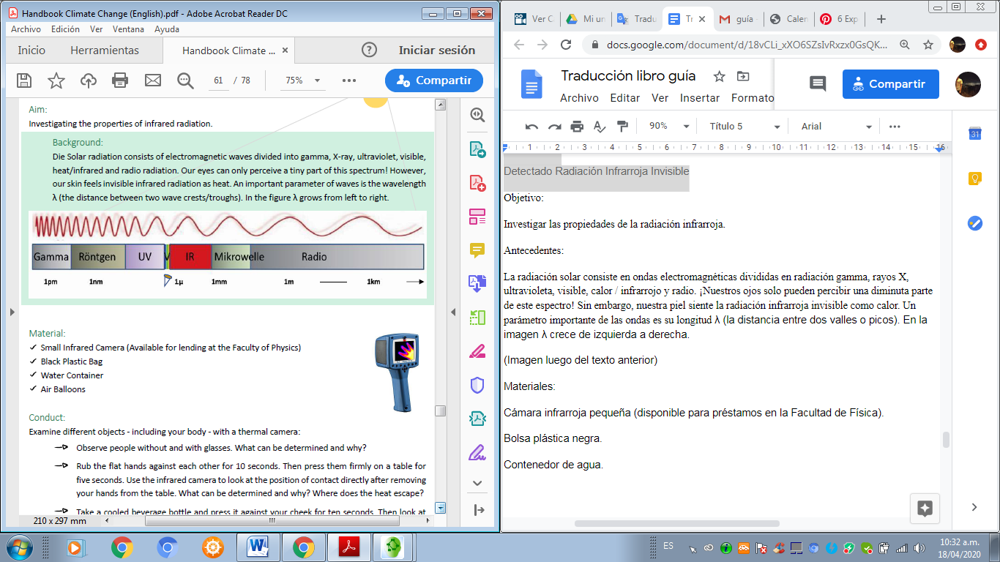 Handbook Climate Change (English).pdf - Adobe Acrobat Reader DC
Archivo Edición Ver Ventana Ayuda
Inicio Herramientas Handbook Climate ... × Iniciar sesión
61 / 78 75% Compartir
Aim:
Investigating the properties of infrared radiation.
Background:
Die Solar radiation consists of electromagnetic waves divided into gamma, X-ray, ultraviolet, visible,
heat/infrared and radio radiation. Our eyes can only perceive a tiny part of this spectrum! However,
our skin feels invisible infrared radiation as heat. An important parameter of waves is the wavelength
λ (the distance between two wave crests/troughs). In the figure λ grows from left to right.
Gamma Röntgen UV V IR Mikrowelle Radio
1pm 1nm 1µ 1mm 1m 1km
Material:
✓ Small Infrared Camera (Available for lending at the Faculty of Physics)
✓ Black Plastic Bag
✓ Water Container
✓ Air Balloons
Conduct:
Examine different objects - including your body - with a thermal camera:
Observe people without and with glasses. What can be determined and why?
Rub the flat hands against each other for 10 seconds. Then press them firmly on a table for
five seconds. Use the infrared camera to look at the position of contact directly after removing
your hands from the table. What can be determined and why? Where does the heat escape?
Take a cooled beverage bottle and press it against your cheek for ten seconds. Then look at
210 x 297 mm
Ver C Mi un Tradu Tr × guía Calen 6 Exp
docs.google.com/document/d/18vCLi_xXO6SZsIvRxzx0GsQK...
Traducción libro guía
Archivo Editar Ver Insertar Formato
Compartir
90% Título 5 Arial
1 2 3 4 5 6 7 8 9 10 11 12 13 14 15 16
31
Detectado Radiación Infrarroja Invisible
Objetivo:
Investigar las propiedades de la radiación infrarroja.
Antecedentes:
La radiación solar consiste en ondas electromagnéticas divididas en radiación gamma, rayos X,
ultravioleta, visible, calor / infrarrojo y radio. ¡Nuestros ojos solo pueden percibir una diminuta parte
de este espectro! Sin embargo, nuestra piel siente la radiación infrarroja invisible como calor. Un
parámetro importante de las ondas es su longitud λ (la distancia entre dos valles o picos). En la
imagen λ crece de izquierda a derecha.
(Imagen luego del texto anterior)
Materiales:
Cámara infrarroja pequeña (disponible para préstamos en la Facultad de Física).
Bolsa plástica negra.
Contenedor de agua.
ES
10:32 a.m.
18/04/2020